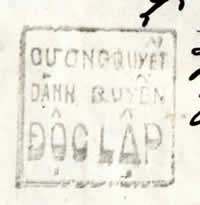 CƯƠNG QUYẾT
DÀNH QUYỀN
ĐỘC LẬP